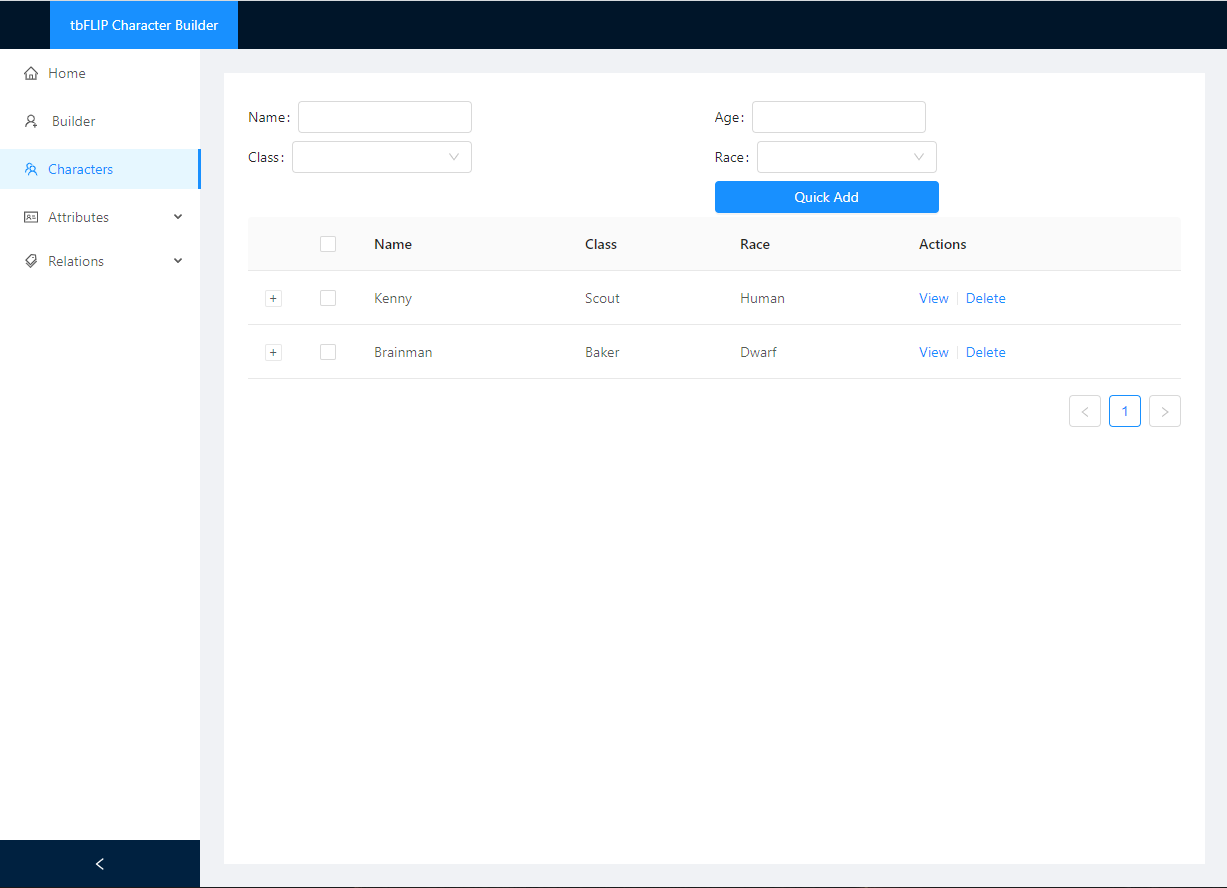 tbFLIP Character Builder
Home
Builder
Characters
Attributes
Relations
Name: Age:
Class: Race:
Quick Add
Name Class Race Actions
+ Kenny Scout Human View Delete
+ Brainman Baker Dwarf View Delete
< 1 >
<